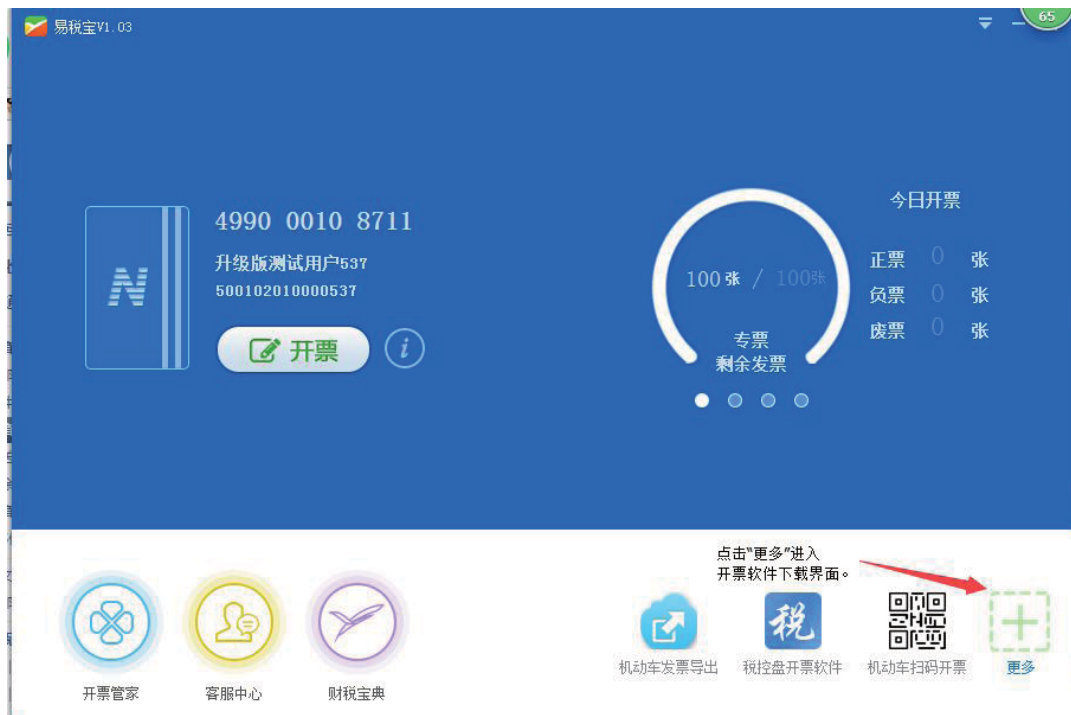 易税宝V1.03
65
4990 0010 8711
升级版测试用户537
500102010000537
开票
i
N
100张 / 100张
专票
剩余发票
今日开票
正票 0 张
负票 0 张
废票 0 张
点击“更多”进入
开票软件下载界面。
开票管家
客服中心
财税宝典
机动车发票导出
税
税控盘开票软件
机动车扫码开票
更多